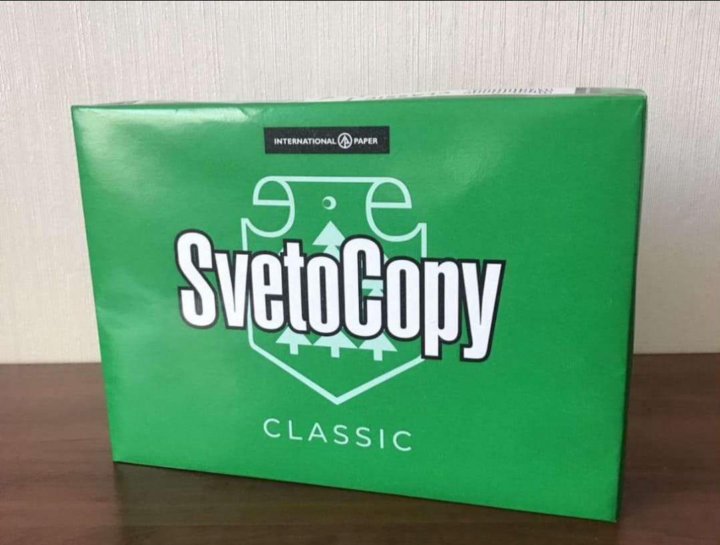 INTERNATIONAL PAPER
SvetoCopy
CLASSIC